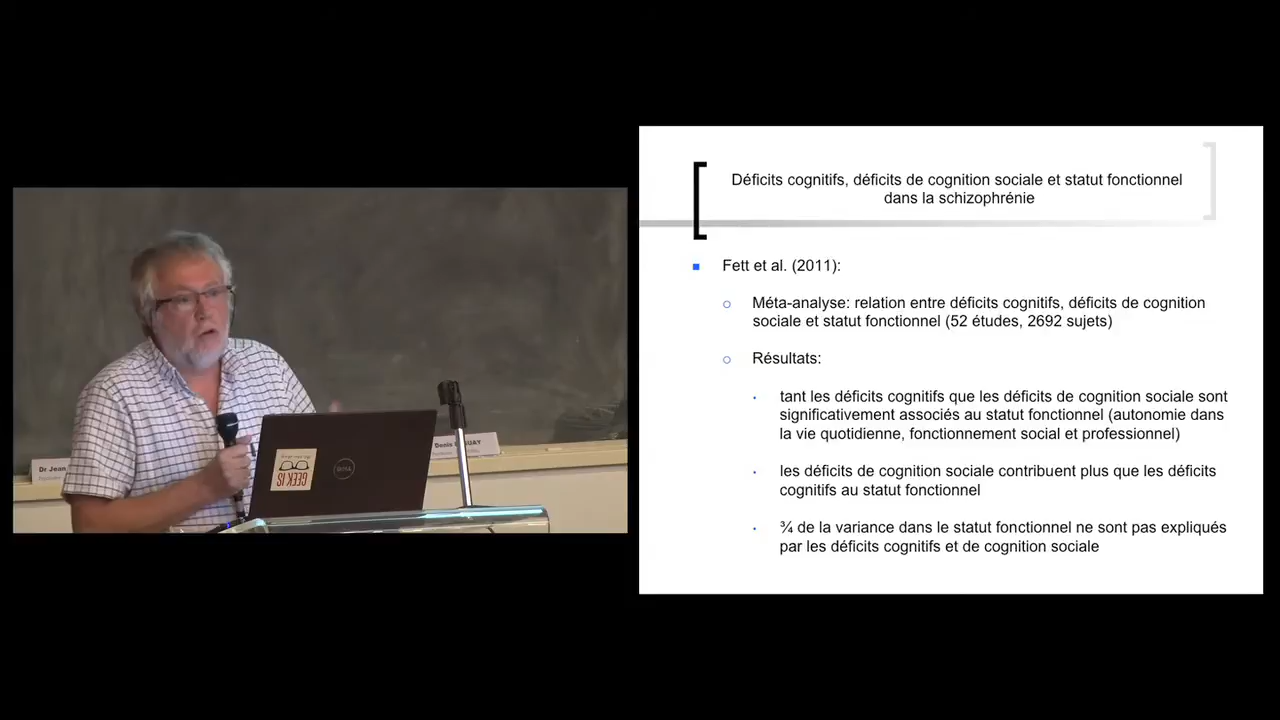 Déficits cognitifs, déficits de cognition sociale et statut fonctionnel
dans la schizophrénie
Fett et al. (2011):
Méta-analyse: relation entre déficits cognitifs, déficits de cognition
sociale et statut fonctionnel (52 études, 2692 sujets)
Résultats:
tant les déficits cognitifs que les déficits de cognition sociale sont
significativement associés au statut fonctionnel (autonomie dans
la vie quotidienne, fonctionnement social et professionnel)
les déficits de cognition sociale contribuent plus que les déficits
cognitifs au statut fonctionnel
¾ de la variance dans le statut fonctionnel ne sont pas expliqués
par les déficits cognitifs et de cognition sociale
Dr Jean
Denis
GEEK IS
DELL